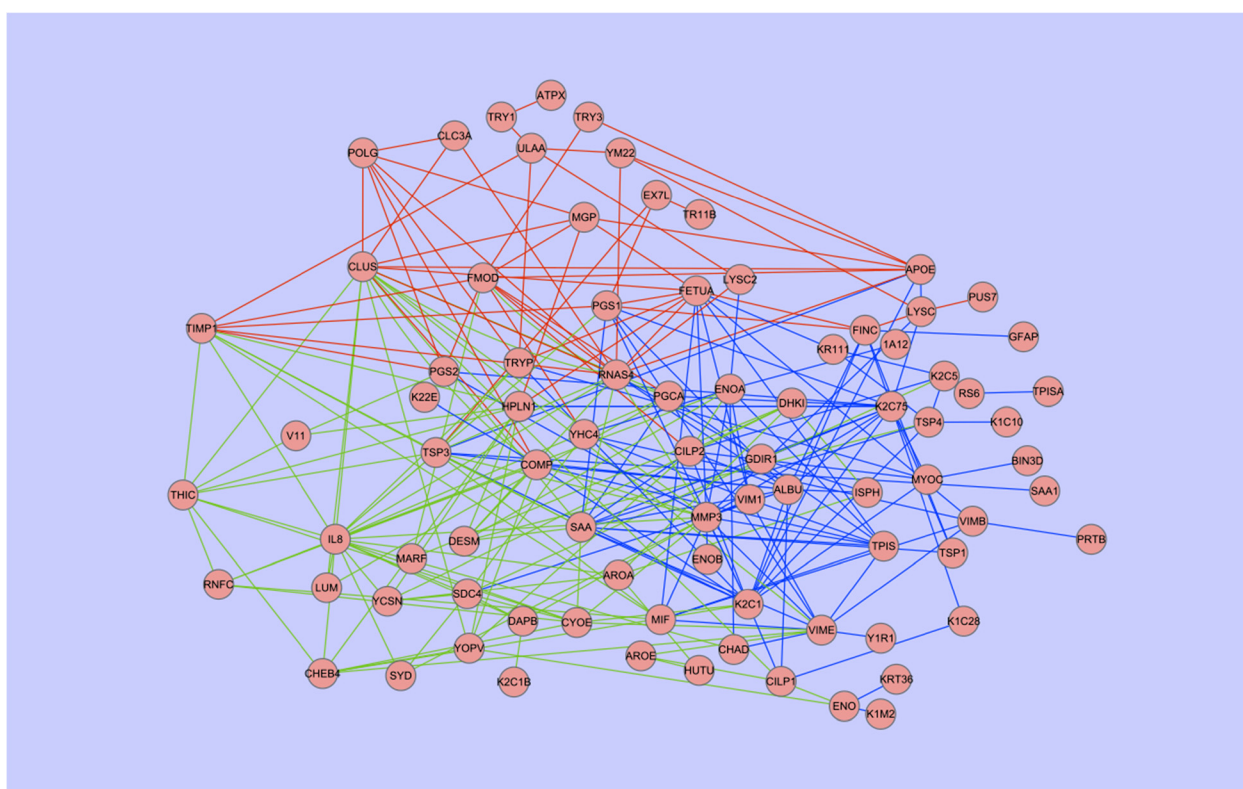 ATPX
TRY1
TRY3
CLC3A
POLG
ULAA
YM22
EX7L
TR11B
MGP
CLUS
FMOD
LYSC2
APOE
FETUA
PGS1
LYSC
PUS7
TIMP1
FINC
GFAP
KR111
1A12
TRYP
PGS2
RNAS4
K2C5
K22E
PGCA
ENOA
DHKI
RS6
TPISA
HPLN1
K2C75
TSP4
K1C10
V11
YHC4
TSP3
CILP2
COMP
GDIR1
BIN3D
THIC
VIM1
ALBU
ISPH
MYOC
SAA1
SAA
MMP3
VIMB
IL8
DESM
PRTB
MARF
ENOB
TPIS
TSP1
RNFC
LUM
AROA
YCSN
SDC4
K2C1
DAPB
CYOE
MIF
VIME
K1C28
Y1R1
YOPV
CHAD
AROE
CHEB4
SYD
HUTU
K2C1B
CILP1
KRT36
ENO
K1M2